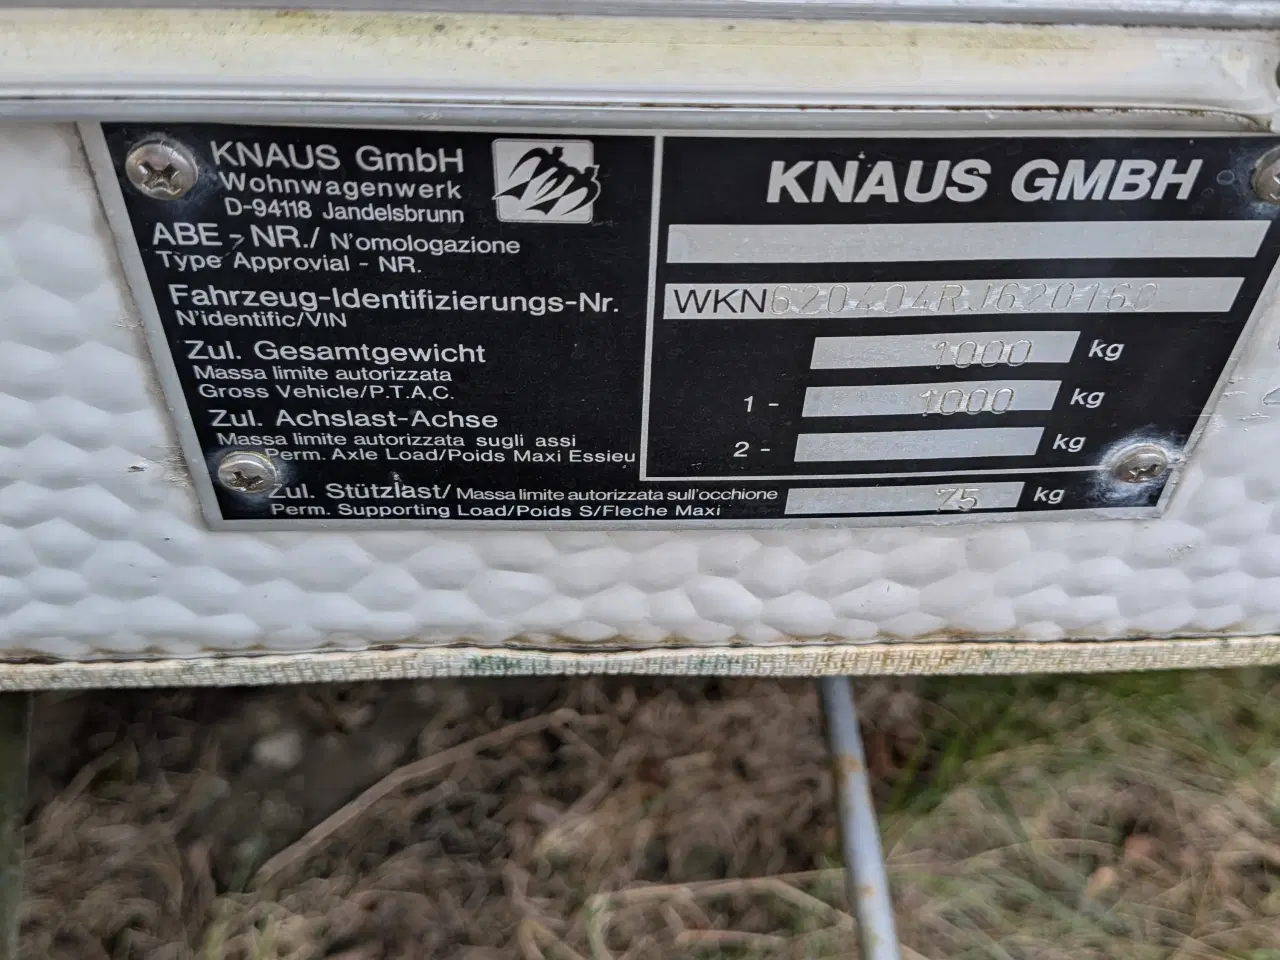 KNAUS GmbH
Wohnwagenwerk
D-94118 Jandelsbrunn
KNAUS GMBH
ABE - NR./ N'omologazione
Type Approvial - NR.
Fahrzeug-Identifizierungs-Nr.
N'identific/VIN
WKN620404RJ620160
Zul. Gesamtgewicht
Massa limite autorizzata
Gross Vehicle/P.T.A.C.
1000 kg
Zul. Achslast-Achse
Massa limite autorizzata sugli assi
Perm. Axle Load/Poids Maxi Essieu
1 - 1000 kg
2 - kg
Zul. Stützlast/ Massa limite autorizzata sull'occhione
Perm. Supporting Load/Poids S/Fleche Maxi
75 kg